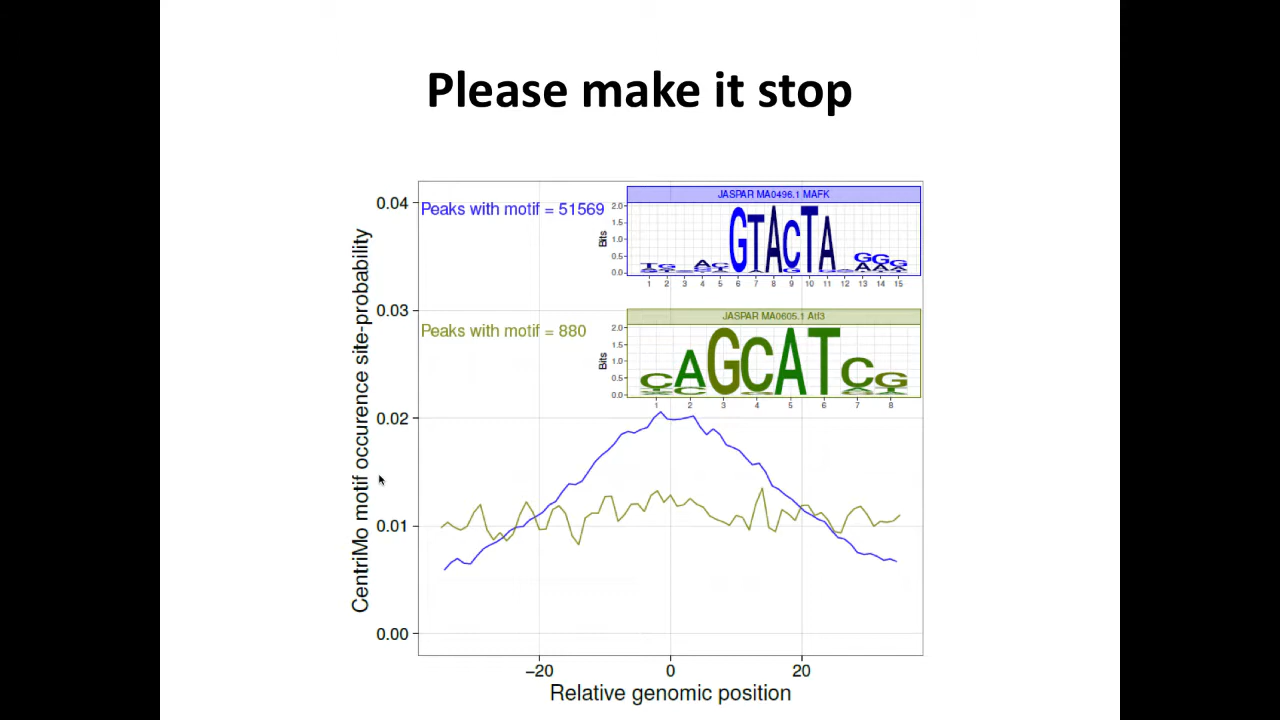 Please make it stop
0.04
0.03
0.02
0.01
0.00
CentriMo motif occurence site-probability
Peaks with motif = 51569
JASPAR MA0496.1 MAFK
Bits
2.0
1.5
1.0
0.5
0.0
GTACTA
1 2 3 4 5 6 7 8 9 10 11 12 13 14 15
Peaks with motif = 880
JASPAR MA0605.1 Atf3
Bits
2.0
1.5
1.0
0.5
0.0
CAGCATCG
1 2 3 4 5 6 7 8
−20 0 20
Relative genomic position